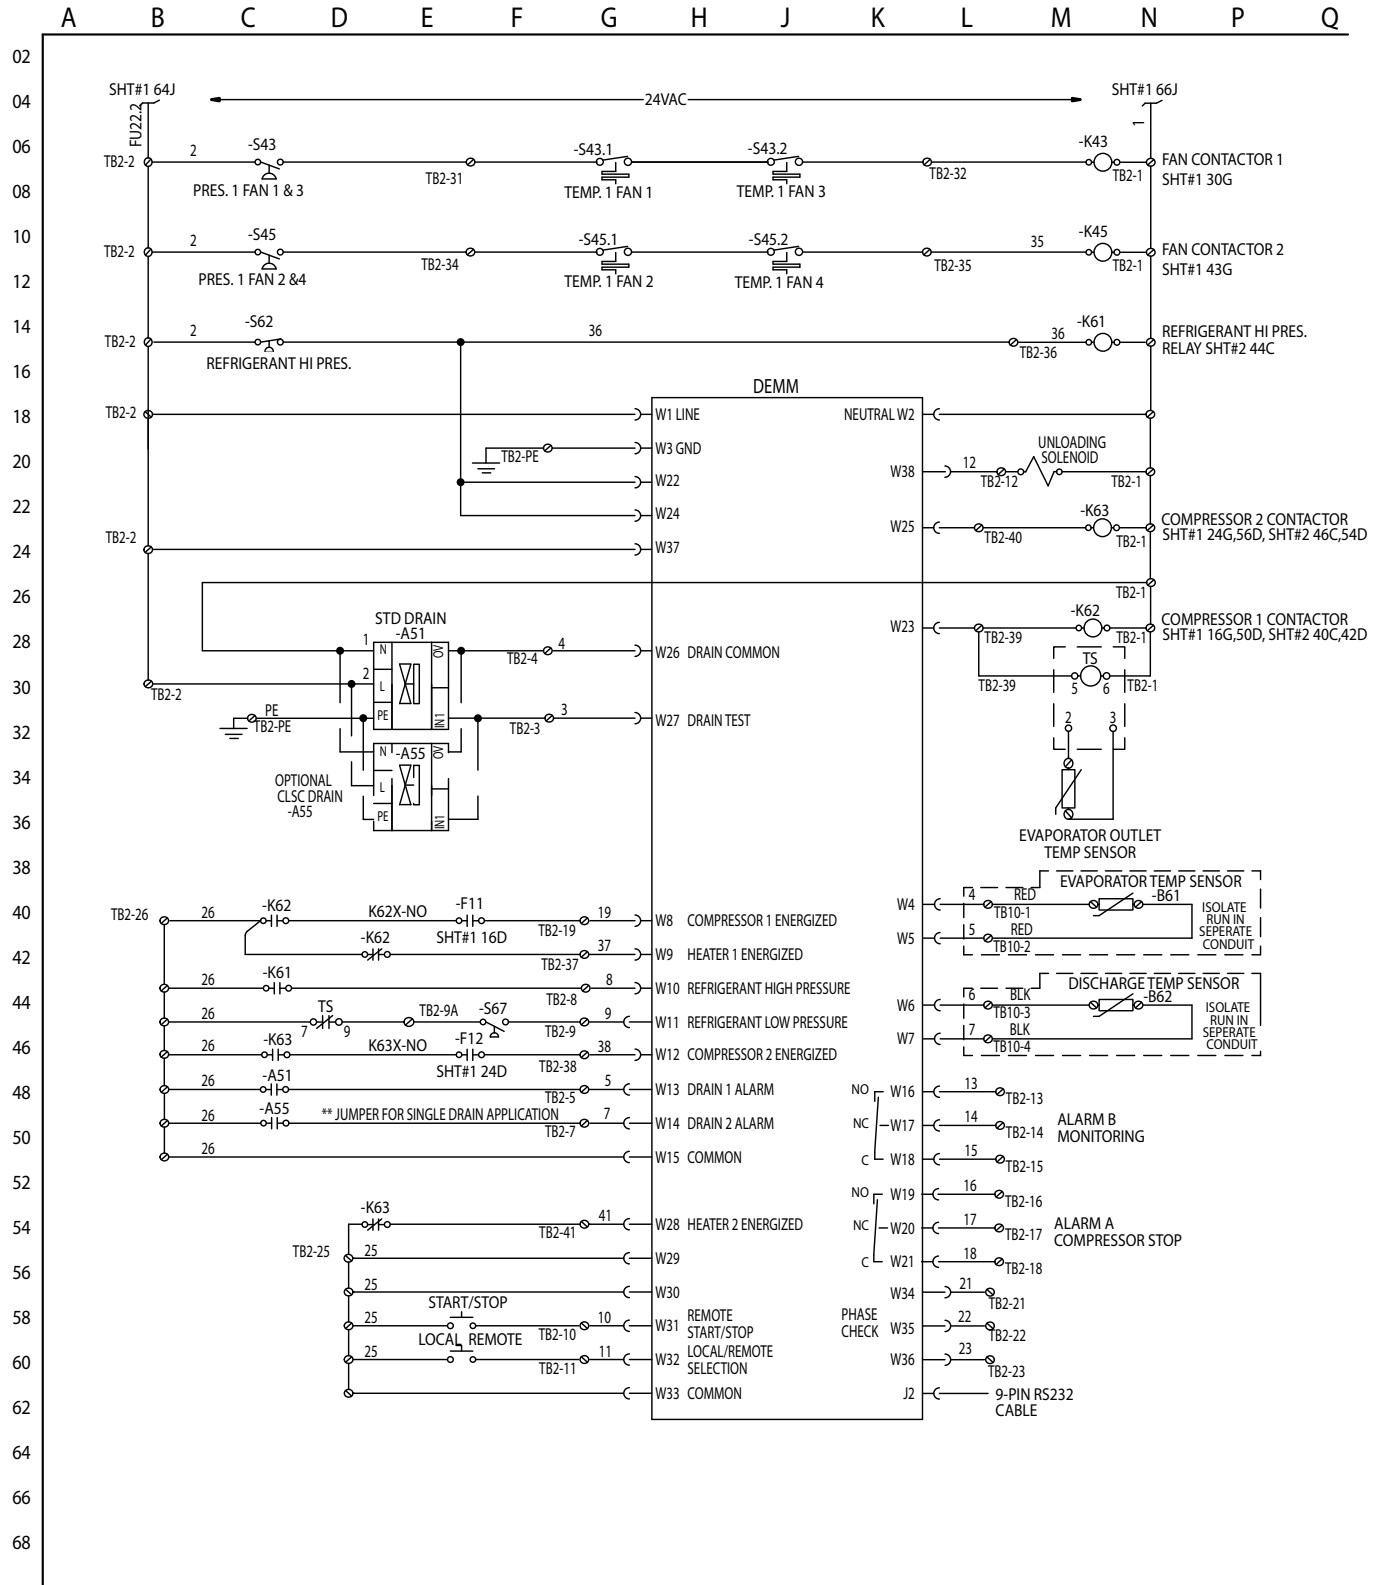 A B C D E F G H J K L M N P Q
02
SHT#1 64J SHT#1 66J
04 24VAC
FU22.2 1
06 2 -S43 -S43.1 -S43.2 -K43
TB2-2 TB2-31 TB2-32 TB2-1 FAN CONTACTOR 1
SHT#1 30G
08 PRES. 1 FAN 1 & 3 TEMP. 1 FAN 1 TEMP. 1 FAN 3
10 2 -S45 -S45.1 -S45.2 35 -K45
TB2-2 TB2-34 TB2-35 TB2-1 FAN CONTACTOR 2
SHT#1 43G
12 PRES. 1 FAN 2 &4 TEMP. 1 FAN 2 TEMP. 1 FAN 4
14 2 -S62 36 36 -K61
TB2-2 TB2-36 REFRIGERANT HI PRES.
RELAY SHT#2 44C
16 REFRIGERANT HI PRES.
DEMM
18 TB2-2 W1 LINE NEUTRAL W2
TB2-PE W3 GND
UNLOADING
SOLENOID
20 W22 W38 12 TB2-12 TB2-1
22 W24 W25 TB2-40 -K63 TB2-1 COMPRESSOR 2 CONTACTOR
SHT#1 24G,56D, SHT#2 46C,54D
24 TB2-2 W37
26 TB2-1
STD DRAIN
-A51
W23 TB2-39 -K62 TB2-1 COMPRESSOR 1 CONTACTOR
SHT#1 16G,50D, SHT#2 40C,42D
28 1 N OV TB2-4 4 W26 DRAIN COMMON
TS
30 TB2-2 2 L TB2-39 5 6 TB2-1
32 PE TB2-PE PE IN1 TB2-3 3 W27 DRAIN TEST
2 3
N -A55 OV
34 OPTIONAL
CLSC DRAIN
-A55
L
36 PE IN1
EVAPORATOR OUTLET
TEMP SENSOR
38
EVAPORATOR TEMP SENSOR
40 TB2-26 26 -K62 K62X-NO -F11 TB2-19 19 W8 COMPRESSOR 1 ENERGIZED
SHT#1 16D
W4 4 RED TB10-1 -B61
W5 5 RED TB10-2
ISOLATE
RUN IN
SEPERATE
CONDUIT
42 -K62 TB2-37 37 W9 HEATER 1 ENERGIZED
26 -K61 TB2-8 8 W10 REFRIGERANT HIGH PRESSURE
DISCHARGE TEMP SENSOR
44 26 TS 7 9 TB2-9A -S67 TB2-9 9 W11 REFRIGERANT LOW PRESSURE
W6 6 BLK TB10-3 -B62
W7 7 BLK TB10-4
ISOLATE
RUN IN
SEPERATE
CONDUIT
46 26 -K63 K63X-NO -F12 TB2-38 38 W12 COMPRESSOR 2 ENERGIZED
SHT#1 24D
48 26 -A51 TB2-5 5 W13 DRAIN 1 ALARM NO W16 13 TB2-13
26 -A55 ** JUMPER FOR SINGLE DRAIN APPLICATION TB2-7 7 W14 DRAIN 2 ALARM NC W17 14 TB2-14 ALARM B
MONITORING
50 26 W15 COMMON C W18 15 TB2-15
52 NO W19 16 TB2-16
54 -K63 TB2-41 41 W28 HEATER 2 ENERGIZED NC W20 17 TB2-17 ALARM A
COMPRESSOR STOP
TB2-25 25 W29 C W21 18 TB2-18
56 25 W30 W34 21 TB2-21
58 25 START/STOP TB2-10 10 W31 REMOTE
START/STOP
PHASE
CHECK
W35 22 TB2-22
60 25 LOCAL REMOTE TB2-11 11 W32 LOCAL/REMOTE
SELECTION
W36 23 TB2-23
62 W33 COMMON J2 9-PIN RS232
CABLE
64
66
68